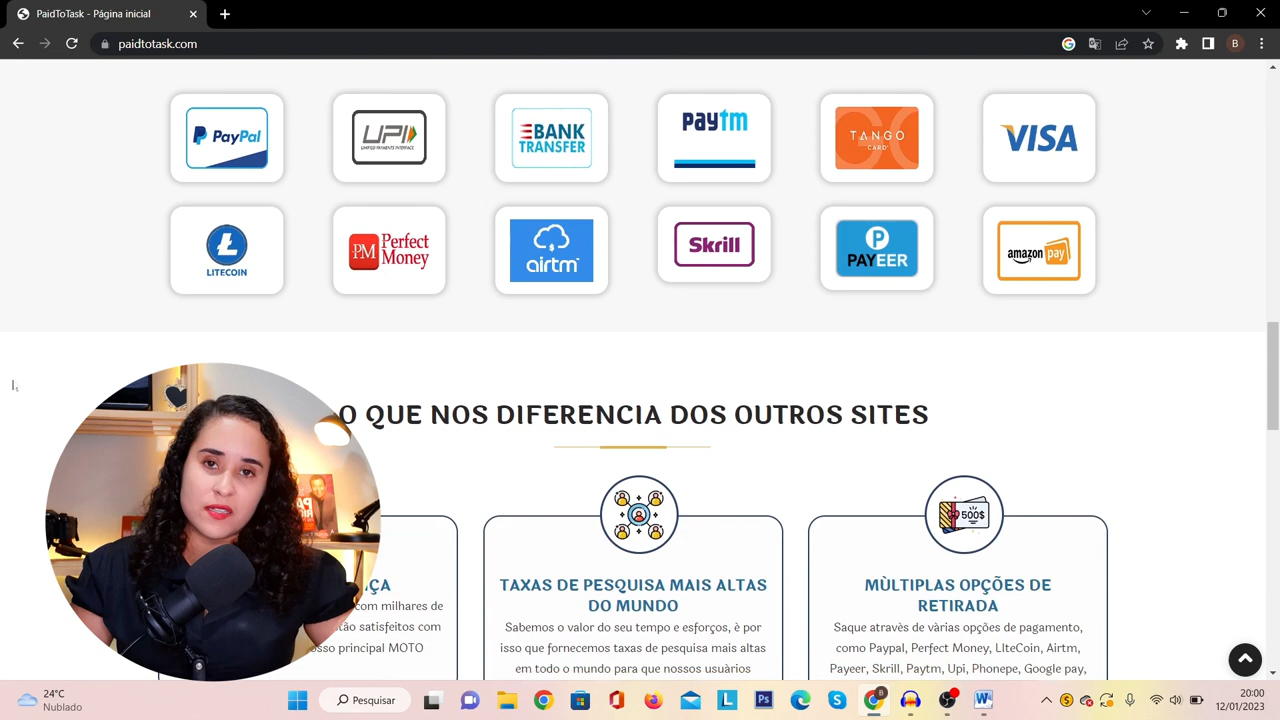 PaidToTask - Página inicial
paidtotask.com
B
PayPal
UPI
UNIFIED PAYMENTS INTERFACE
BANK
TRANSFER
paytm
TANGO
CARD
VISA
LITECOIN
PM Perfect
Money
airtm
Skrill
P
PAYEER
amazon pay
O QUE NOS DIFERENCIA DOS OUTROS SITES
500$
ÇA
com milhares de
tão satisfeitos com
osso principal MOTO
TAXAS DE PESQUISA MAIS ALTAS
DO MUNDO
Sabemos o valor do seu tempo e esforços, è por
isso que fornecemos taxas de pesquisa mais altas
em todo o mundo para que nossos usuários
MÙLTIPLAS OPÇÕES DE
RETIRADA
Saque atravès de vàrias opções de pagamento,
como Paypal, Perfect Money, LIteCoin, Airtm,
Payeer, Skrill, Paytm, Upi, Phonepe, Google pay,
24°C
Nublado
Pesquisar
20:00
12/01/2023